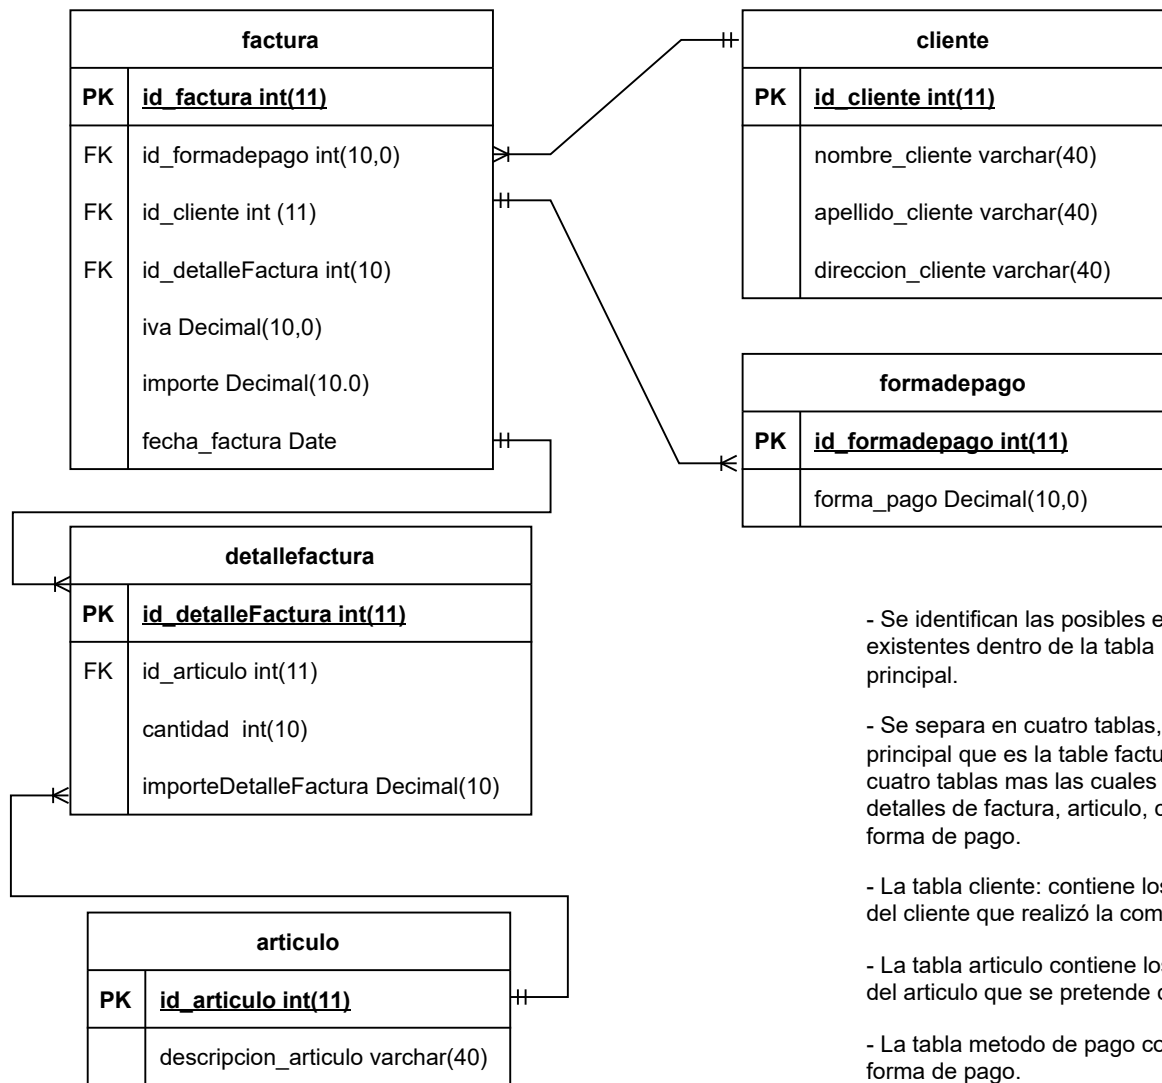 factura
PK id_factura int(11)
FK id_formadepago int(10,0)
FK id_cliente int (11)
FK id_detalleFactura int(10)
iva Decimal(10,0)
importe Decimal(10.0)
fecha_factura Date
cliente
PK id_cliente int(11)
nombre_cliente varchar(40)
apellido_cliente varchar(40)
direccion_cliente varchar(40)
formadepago
PK id_formadepago int(11)
forma_pago Decimal(10,0)
detallefactura
PK id_detalleFactura int(11)
FK id_articulo int(11)
cantidad int(10)
importeDetalleFactura Decimal(10)
articulo
PK id_articulo int(11)
descripcion_articulo varchar(40)
- Se identifican las posibles
existentes dentro de la tabla
principal.
- Se separa en cuatro tablas,
principal que es la table
cuatro tablas mas las cuales
detalles de factura, articulo,
forma de pago.
- La tabla cliente: contiene
del cliente que realizó la
- La tabla articulo contiene
del articulo que se pretende
- La tabla metodo de pago
forma de pago.